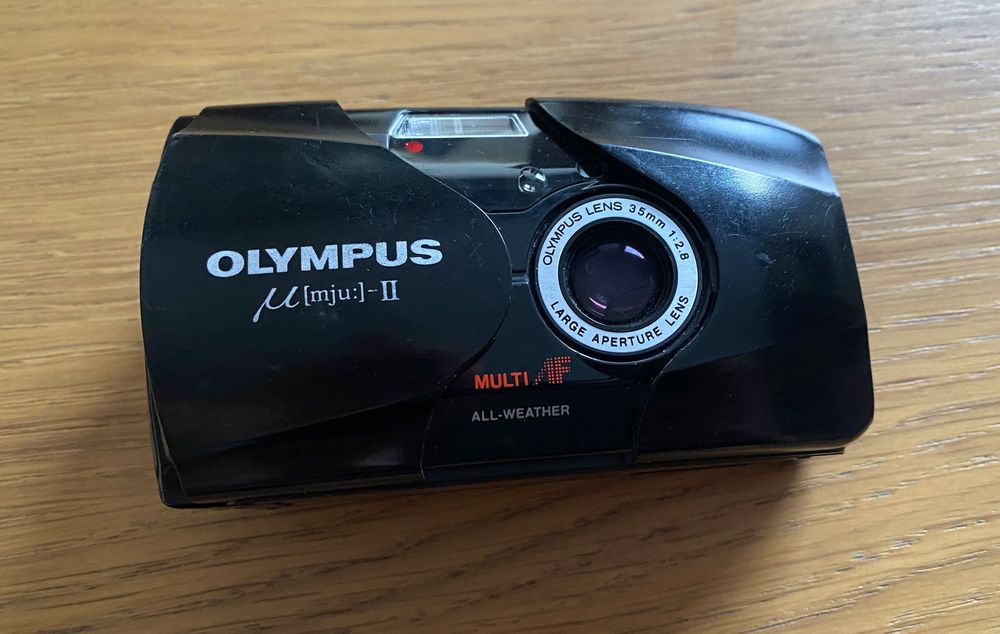 OLYMPUS
µ[mju:]-II
OLYMPUS LENS 35mm 1:2.8
LARGE APERTURE LENS
MULTI AF
ALL-WEATHER